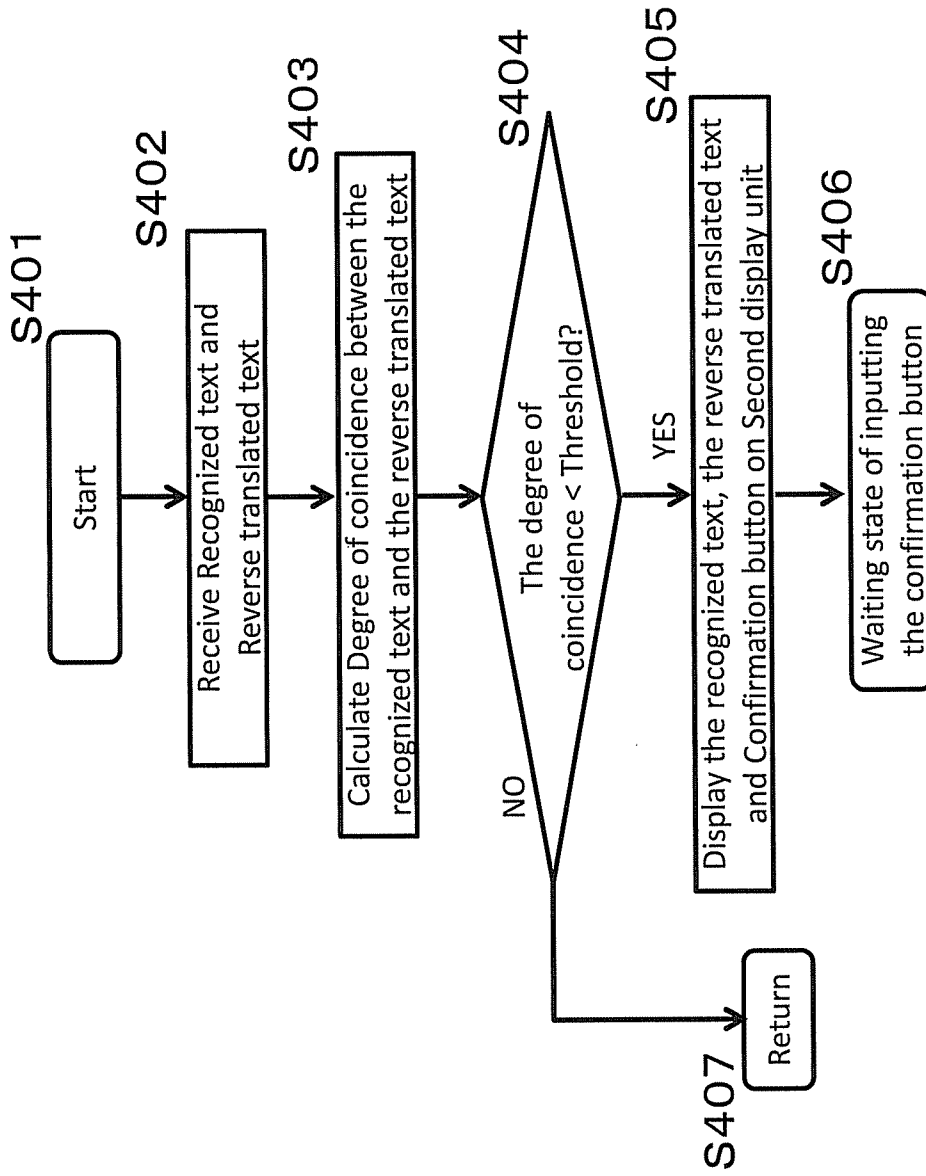 S401
Start
S402
Receive Recognized text and
Reverse translated text
S403
Calculate Degree of coincidence between the
recognized text and the reverse translated text
S404
The degree of
coincidence < Threshold?
NO
YES
S405
Display the recognized text, the reverse translated text
and Confirmation button on Second display unit
S406
Waiting state of inputting
the confirmation button
S407
Return